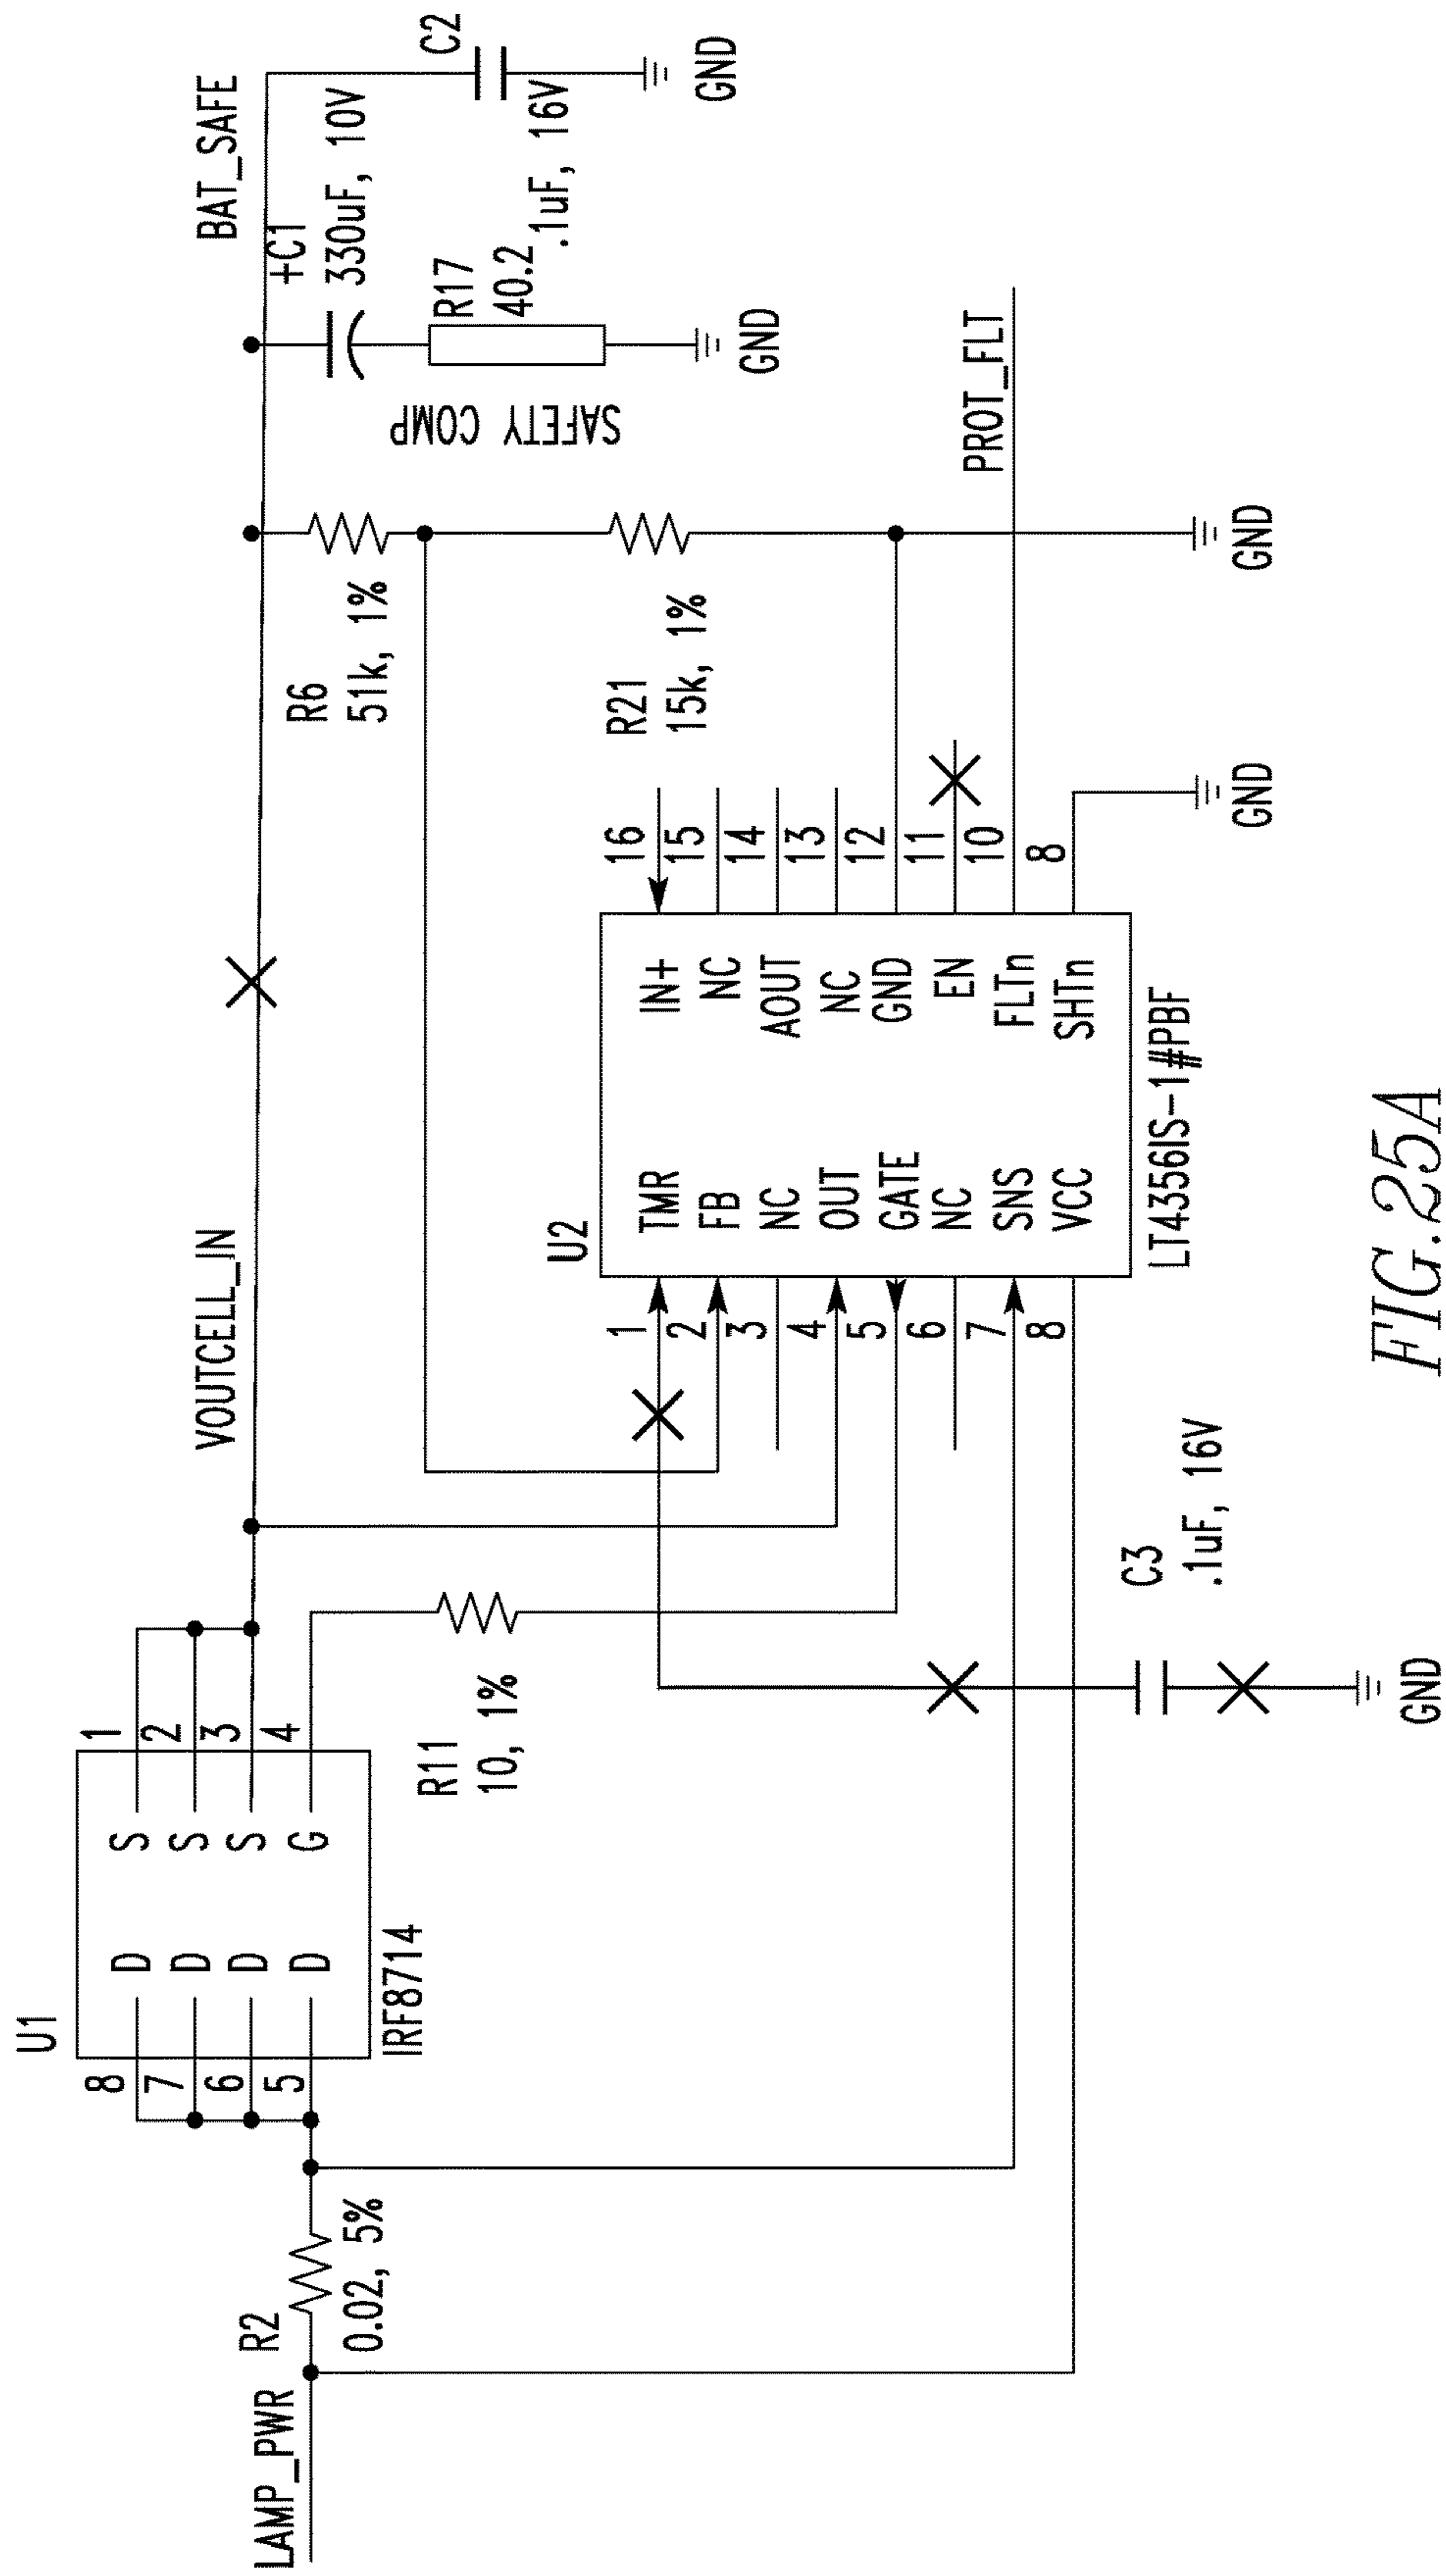 LAMP_PWR
R2
0.02, 5%
U1
8
7
6
5
D
D
D
D
S
S
S
G
1
2
3
4
IRF8714
R11
10, 1%
VOUTCELL_IN
BAT_SAFE
C3
.1uF, 16V
GND
U2
1
2
3
4
5
6
7
8
TMR
FB
NC
OUT
GATE
NC
SNS
VCC
IN+
NC
AOUT
NC
GND
EN
FLTn
SHTn
16
15
14
13
12
11
10
8
LT4356IS-1#PBF
R6
51k, 1%
R21
15k, 1%
GND
GND
PROT_FLT
SAFETY COMP
+C1
330uF, 10V
R17
40.2
GND
C2
.1uF, 16V
GND
FIG.25A